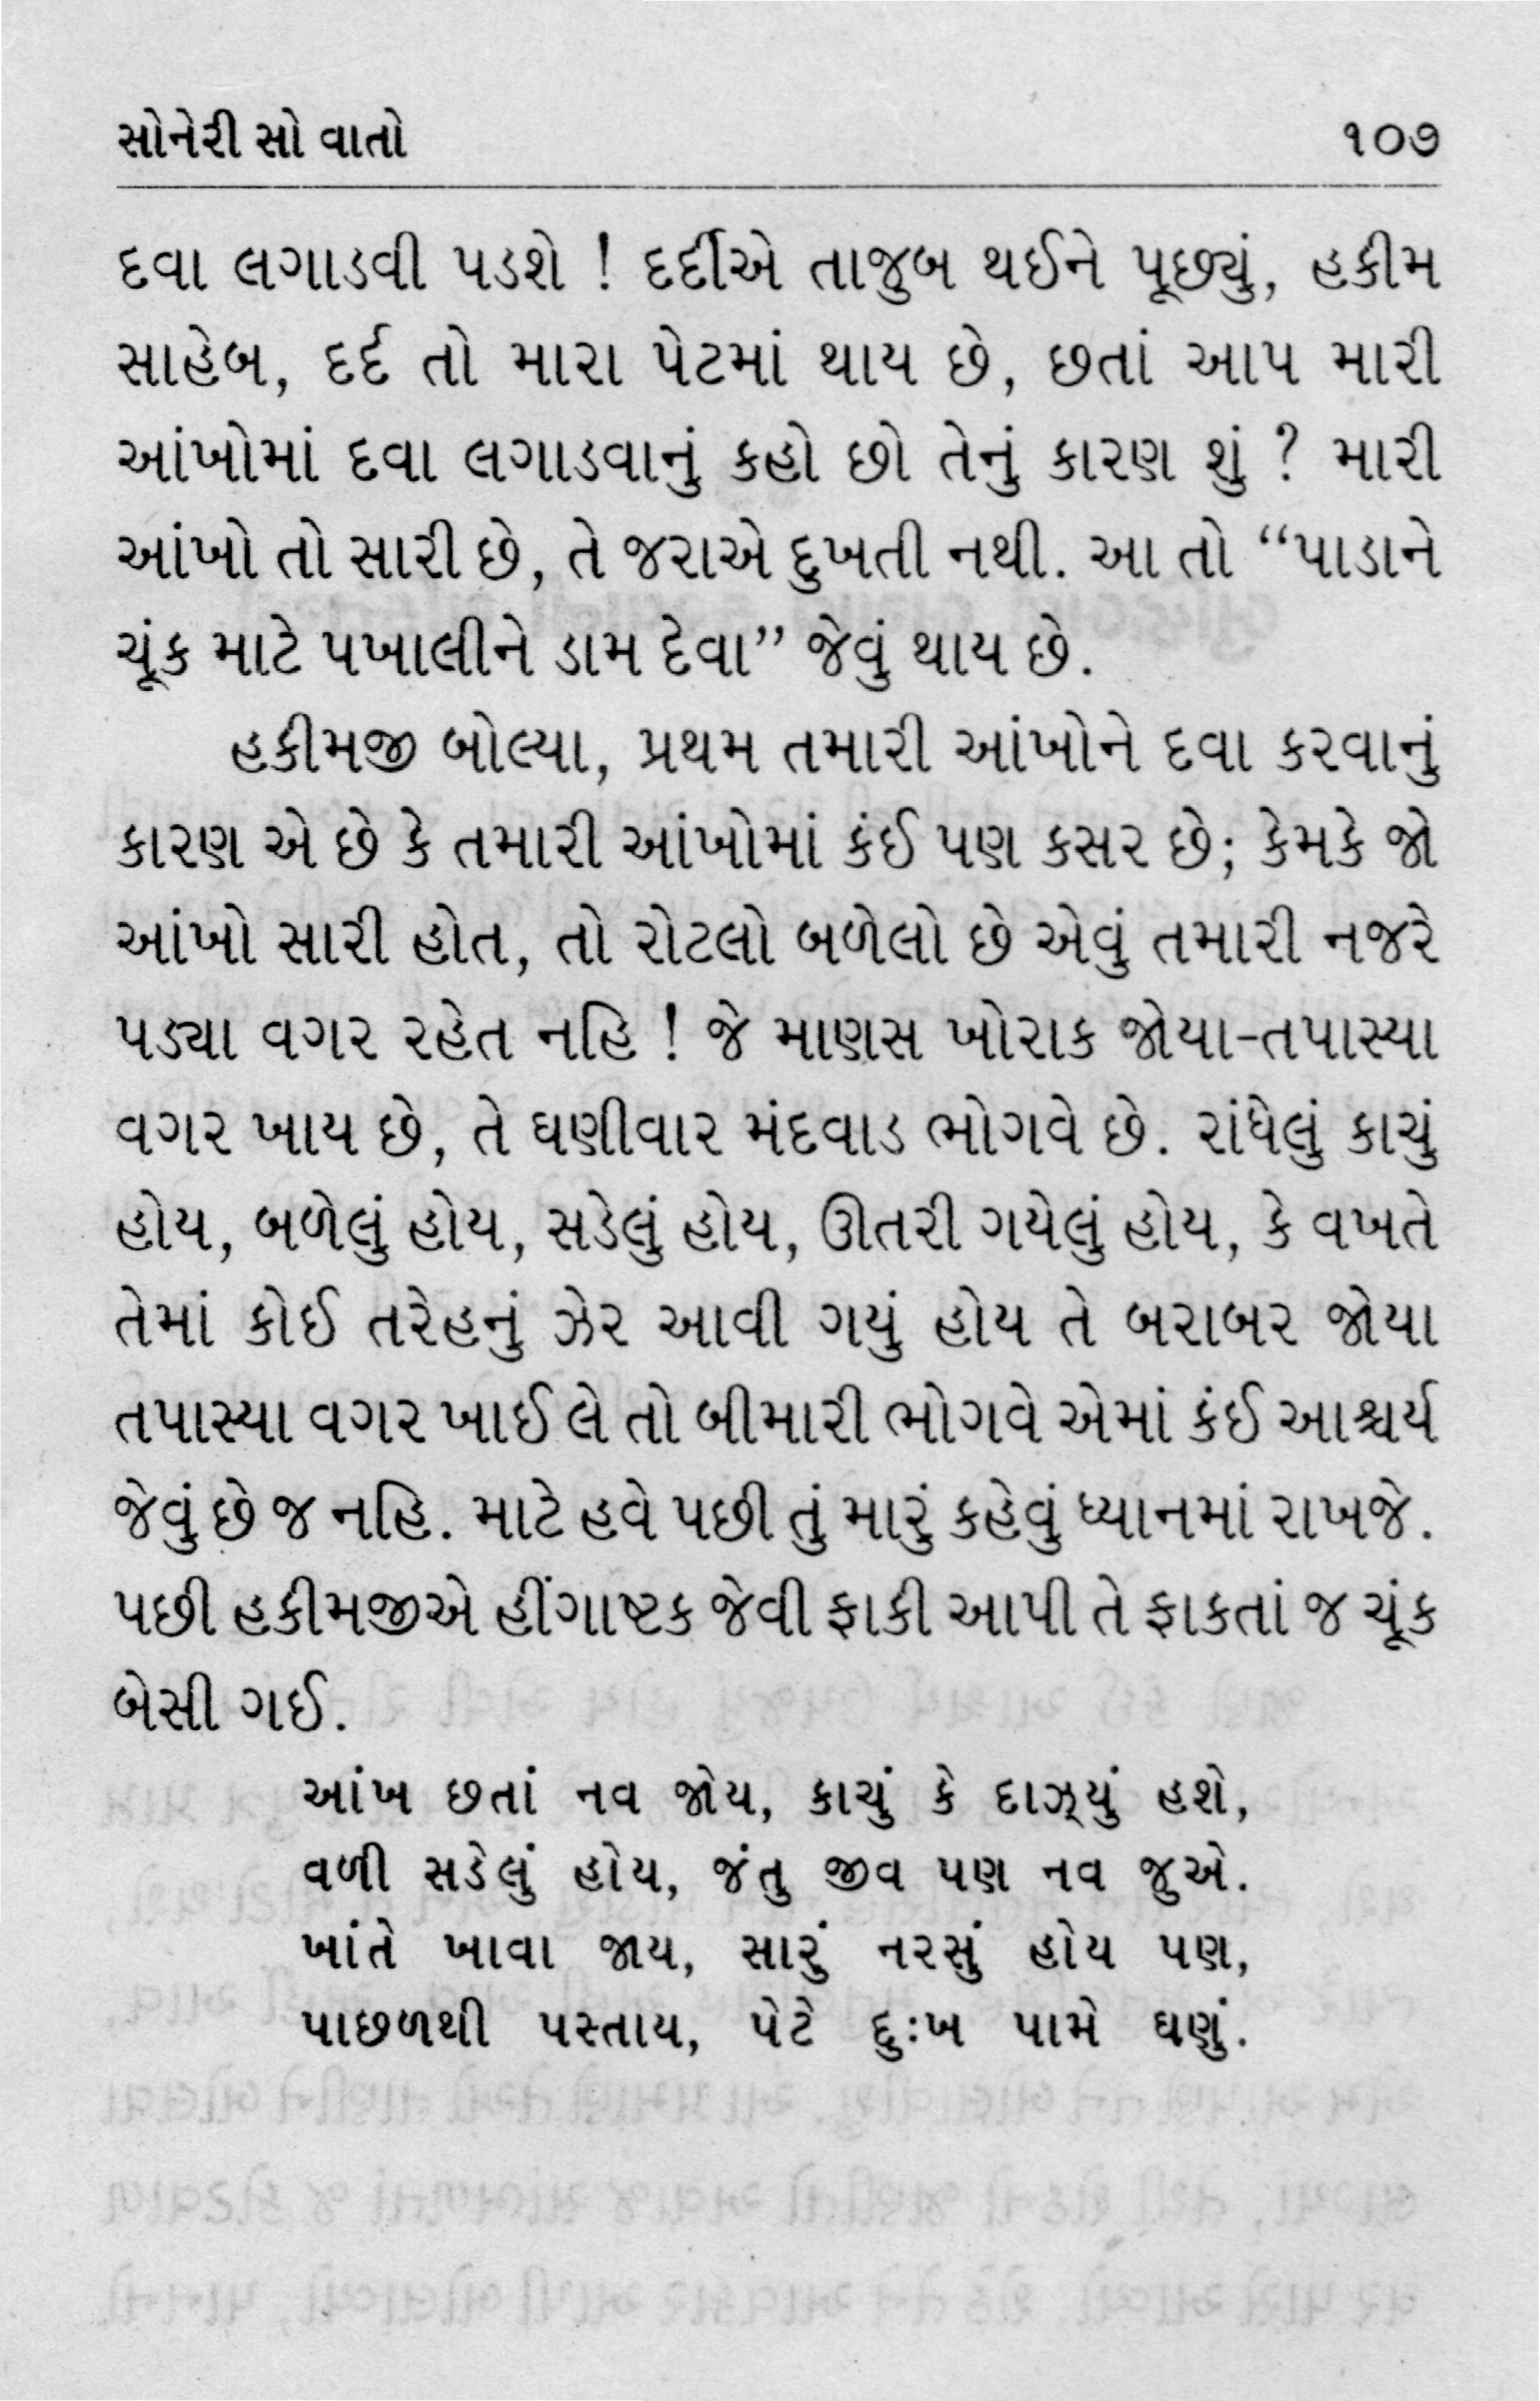 સોનેરી સો વાતો ૧૦૭
દવા લગાડવી પડશે ! દર્દીએ તાજુબ થઈને પૂછ્યું, હકીમ
સાહેબ, દર્દ તો મારા પેટમાં થાય છે, છતાં આપ મારી
આંખોમાં દવા લગાડવાનું કહો છો તેનું કારણ શું ? મારી
આંખો તો સારી છે, તે જરાએ દુખતી નથી. આ તો “પાડાને
ચૂંક માટે પખાલીને ડામ દેવા” જેવું થાય છે.
હકીમજી બોલ્યા, પ્રથમ તમારી આંખોને દવા કરવાનું
કારણ એ છે કે તમારી આંખોમાં કંઈ પણ કસર છે; કેમકે જો
આંખો સારી હોત, તો રોટલો બળેલો છે એવું તમારી નજરે
પડ્યા વગર રહેત નહિ ! જે માણસ ખોરાક જોયા-તપાસ્યા
વગર ખાય છે, તે ઘણીવાર મંદવાડ ભોગવે છે. રાંધેલું કાચું
હોય, બળેલું હોય, સડેલું હોય, ઊતરી ગયેલું હોય, કે વખતે
તેમાં કોઈ તરેહનું ઝેર આવી ગયું હોય તે બરાબર જોયા
તપાસ્યા વગર ખાઈ લે તો બીમારી ભોગવે એમાં કંઈ આશ્ચર્ય
જેવું છે જ નહિ. માટે હવે પછી તું મારું કહેવું ધ્યાનમાં રાખજે.
પછી હકીમજીએ હીંગાષ્ટક જેવી ફાકી આપી તે ફાકતાં જ ચૂંક
બેસી ગઈ.
આંખ છતાં નવ જોય, કાચું કે દાઝ્યું હશે,
વળી સડેલું હોય, જંતુ જીવ પણ નવ જુએ.
ખાંતે ખાવા જાય, સારું નરસું હોય પણ,
પાછળથી પસ્તાય, પેટે દુઃખ પામે ઘણું.